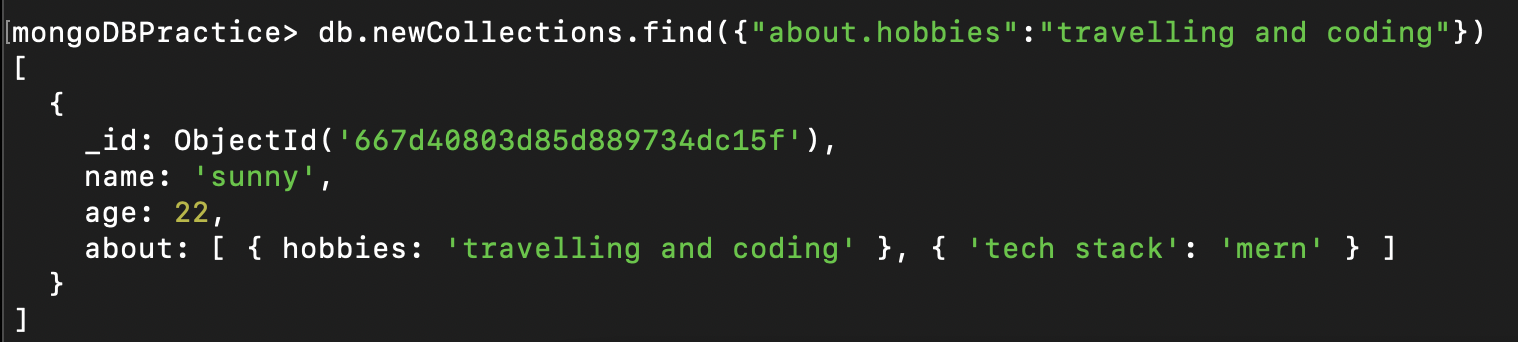 [mongoDBPractice> db.newCollections.find({"about.hobbies":"travelling and coding"})
[
  {
    _id: ObjectId('667d40803d85d889734dc15f'),
    name: 'sunny',
    age: 22,
    about: [ { hobbies: 'travelling and coding' }, { 'tech stack': 'mern' } ]
  }
]